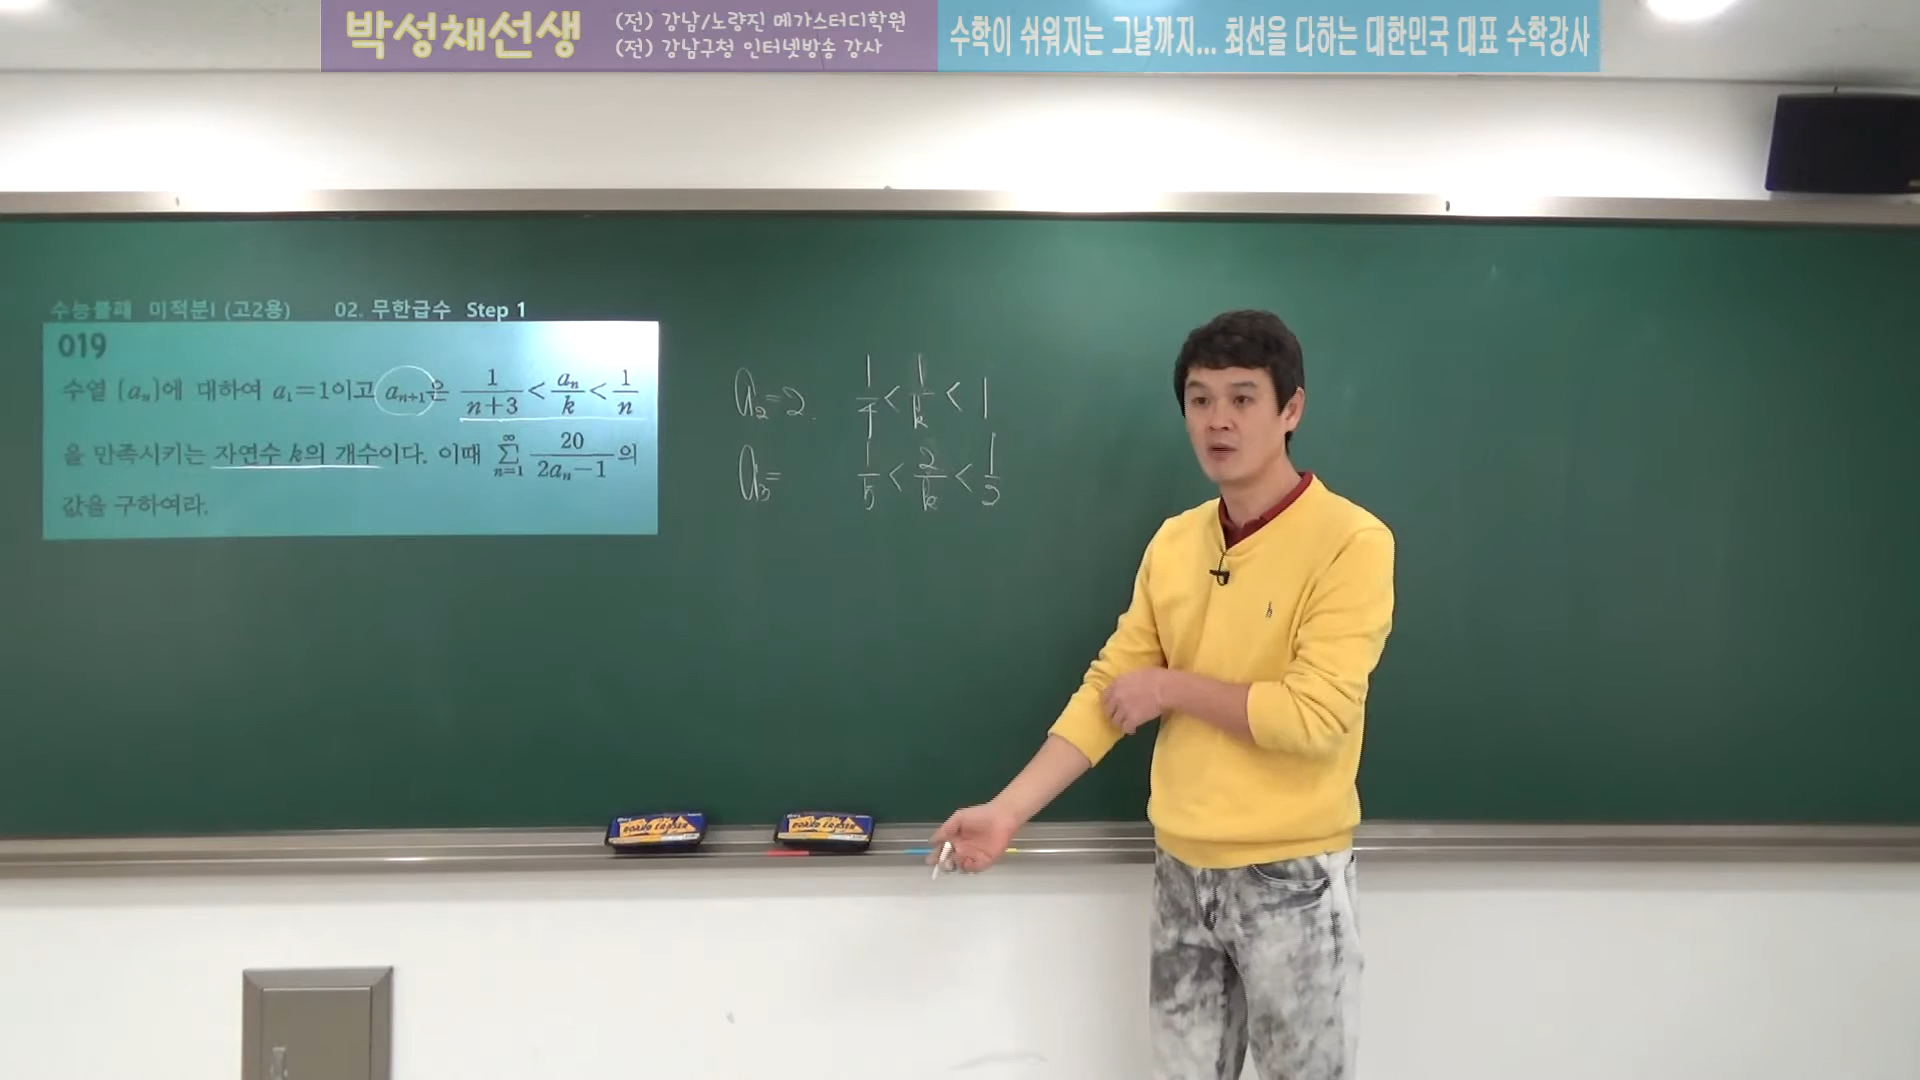 박성채선생
(전) 강남/노량진 메가스터디학원
(전) 강남구청 인터넷방송 강사
수학이 쉬워지는 그날까지... 최선을 다하는 대한민국 대표 수학강사
수능불패 미적분I (고2용) 02. 무한급수 Step 1
019
수열 {aₙ}에 대하여 a₁=1이고 aₙ₊₁은 1/(n+3) < aₙ/k < 1/n
을 만족시키는 자연수 k의 개수이다. 이때 ∑ₙ₌₁^∞ 20/(2aₙ−1)의
값을 구하여라.
a₂=2. 1/4 < 1/k < 1
a₃= 1/5 < 2/k < 1/2
BOARD ERASER
BOARD ERASER
h